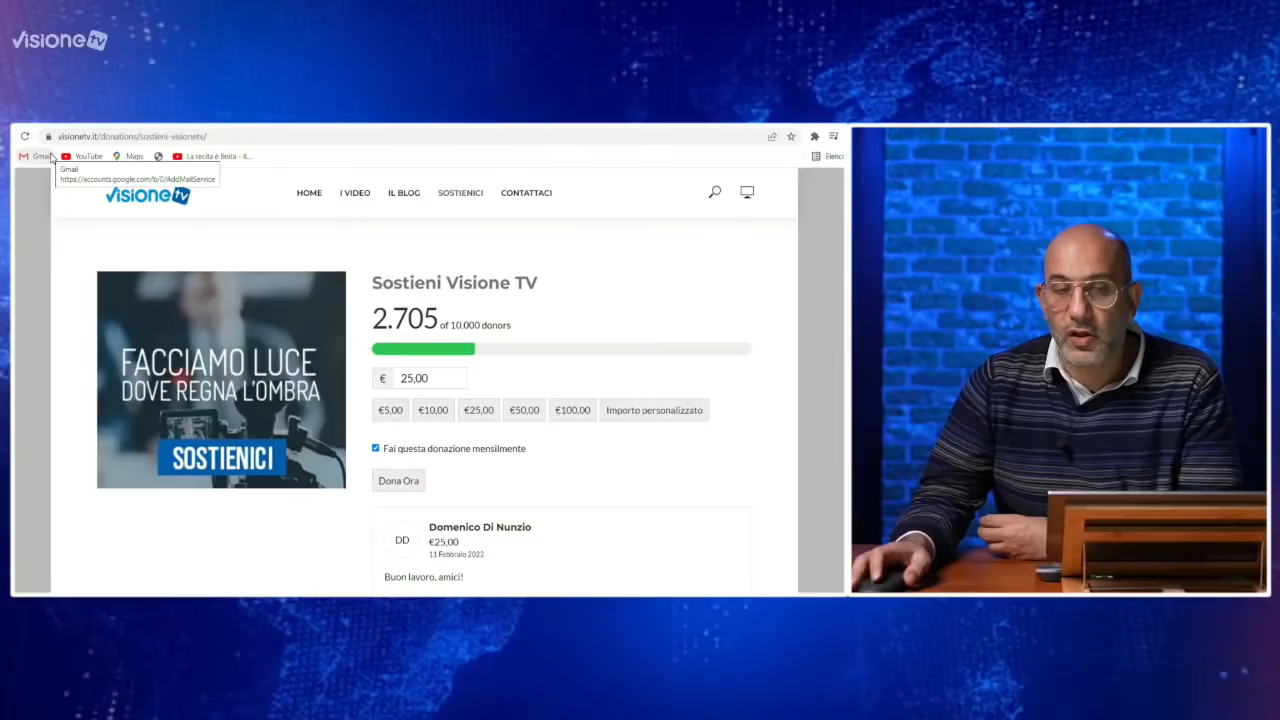 visione tv
visionetv.it/donations/sostieni-visionetv/
Gmail
YouTube
Maps
La recita è finita - Il...
Elenco
Gmail
https://accounts.google.com/b/0/AddMailService
visione tv
HOME
I VIDEO
IL BLOG
SOSTIENICI
CONTATTACI
FACCIAMO LUCE
DOVE REGNA L'OMBRA
SOSTIENICI
Sostieni Visione TV
2.705 of 10.000 donors
€ 25,00
€5,00
€10,00
€25,00
€50,00
€100,00
Importo personalizzato
Fai questa donazione mensilmente
Dona Ora
DD
Domenico Di Nunzio
€25,00
11 Febbraio 2022
Buon lavoro, amici!